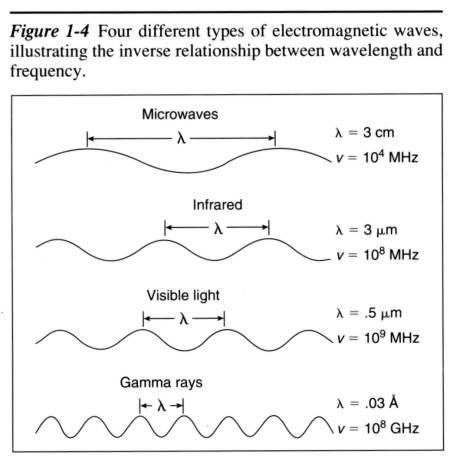 Figure 1-4 Four different types of electromagnetic waves,
illustrating the inverse relationship between wavelength and
frequency.
Microwaves
λ
λ = 3 cm
ν = 10⁴ MHz
Infrared
λ
λ = 3 μm
ν = 10⁸ MHz
Visible light
λ
λ = .5 μm
ν = 10⁹ MHz
Gamma rays
λ
λ = .03 Å
ν = 10⁸ GHz